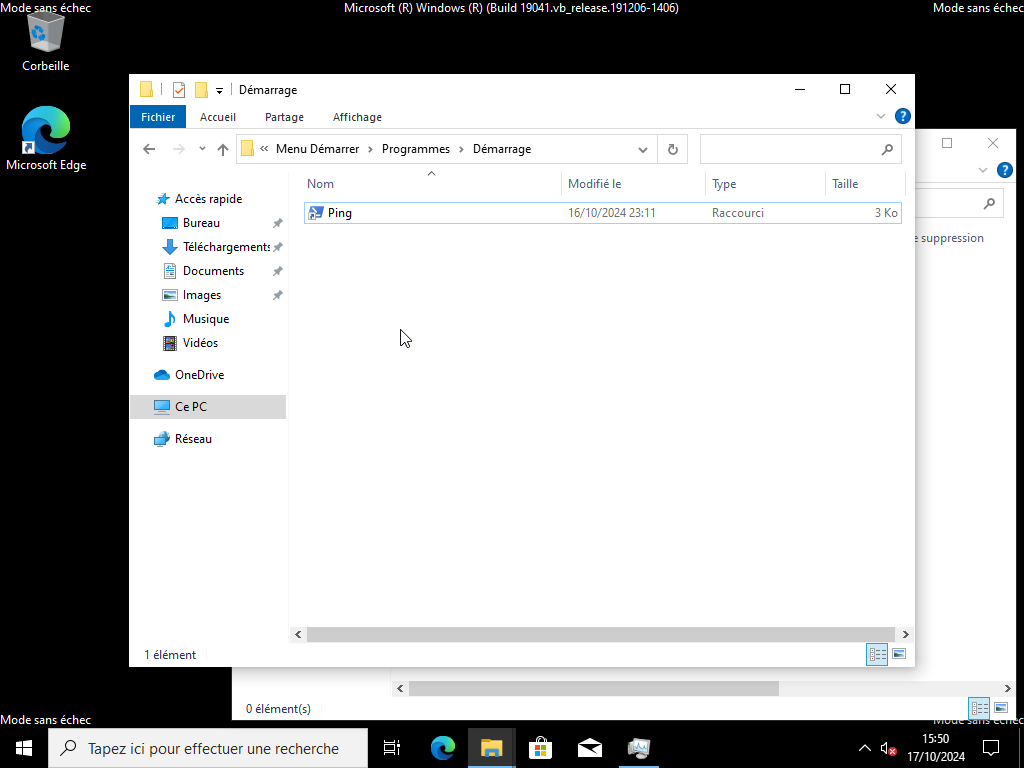 Mode sans échec
Microsoft (R) Windows (R) (Build 19041.vb_release.191206-1406)
Mode sans échec
Corbeille
Microsoft Edge
Démarrage
Fichier
Accueil
Partage
Affichage
« Menu Démarrer > Programmes > Démarrage
Nom
Modifié le
Type
Taille
Ping
16/10/2024 23:11
Raccourci
3 Ko
Accès rapide
Bureau
Téléchargements
Documents
Images
Musique
Vidéos
OneDrive
Ce PC
Réseau
e suppression
1 élément
0 élément(s)
Mode sans échec
Mode sans échec
Tapez ici pour effectuer une recherche
15:50
17/10/2024